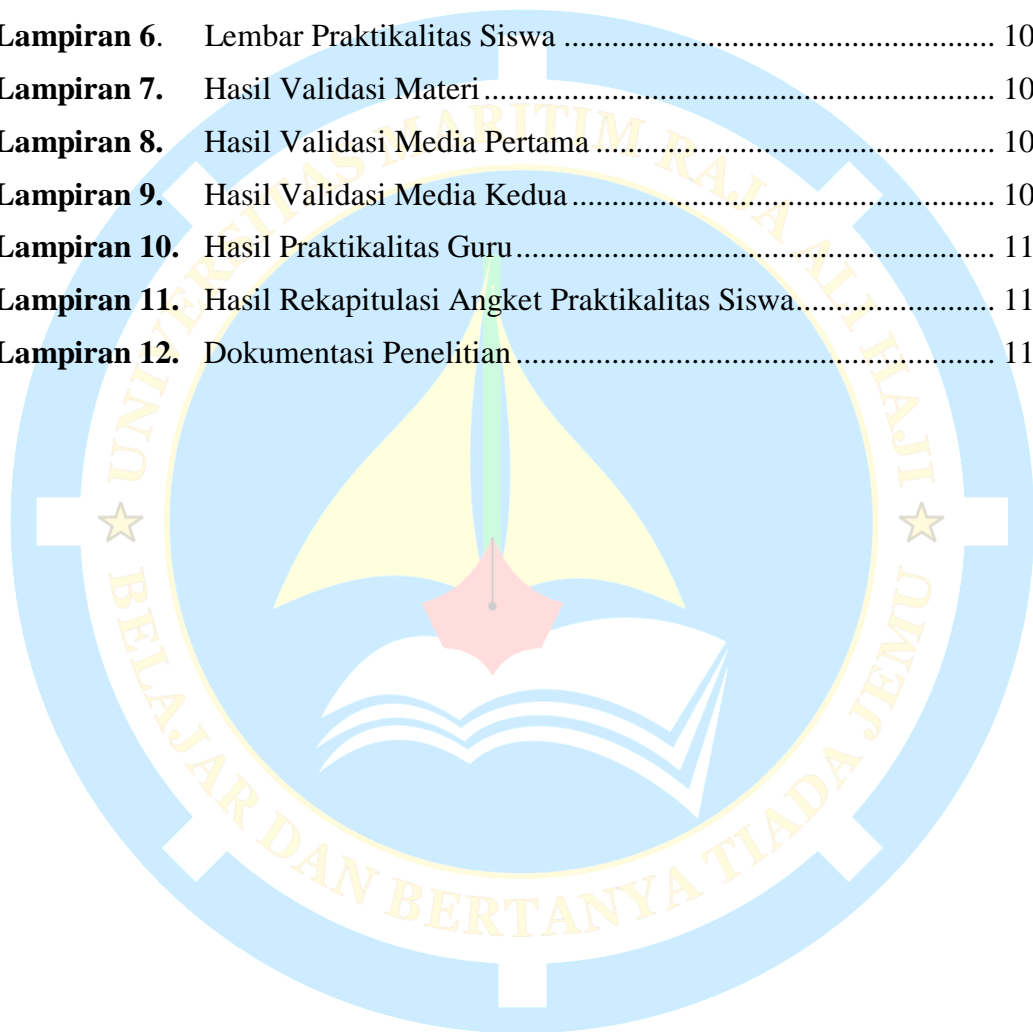 Lampiran 6. Lembar Praktikalitas Siswa ........................................................ 10
Lampiran 7. Hasil Validasi Materi .................................................................. 10
Lampiran 8. Hasil Validasi Media Pertama .................................................... 10
Lampiran 9. Hasil Validasi Media Kedua ....................................................... 10
Lampiran 10. Hasil Praktikalitas Guru .............................................................. 11
Lampiran 11. Hasil Rekapitulasi Angket Praktikalitas Siswa .......................... 11
Lampiran 12. Dokumentasi Penelitian .............................................................. 11
UNIVERSITAS MARITIM RAJA ALI HAJI
BELAJAR DAN BERTANYA TIADA JEMU